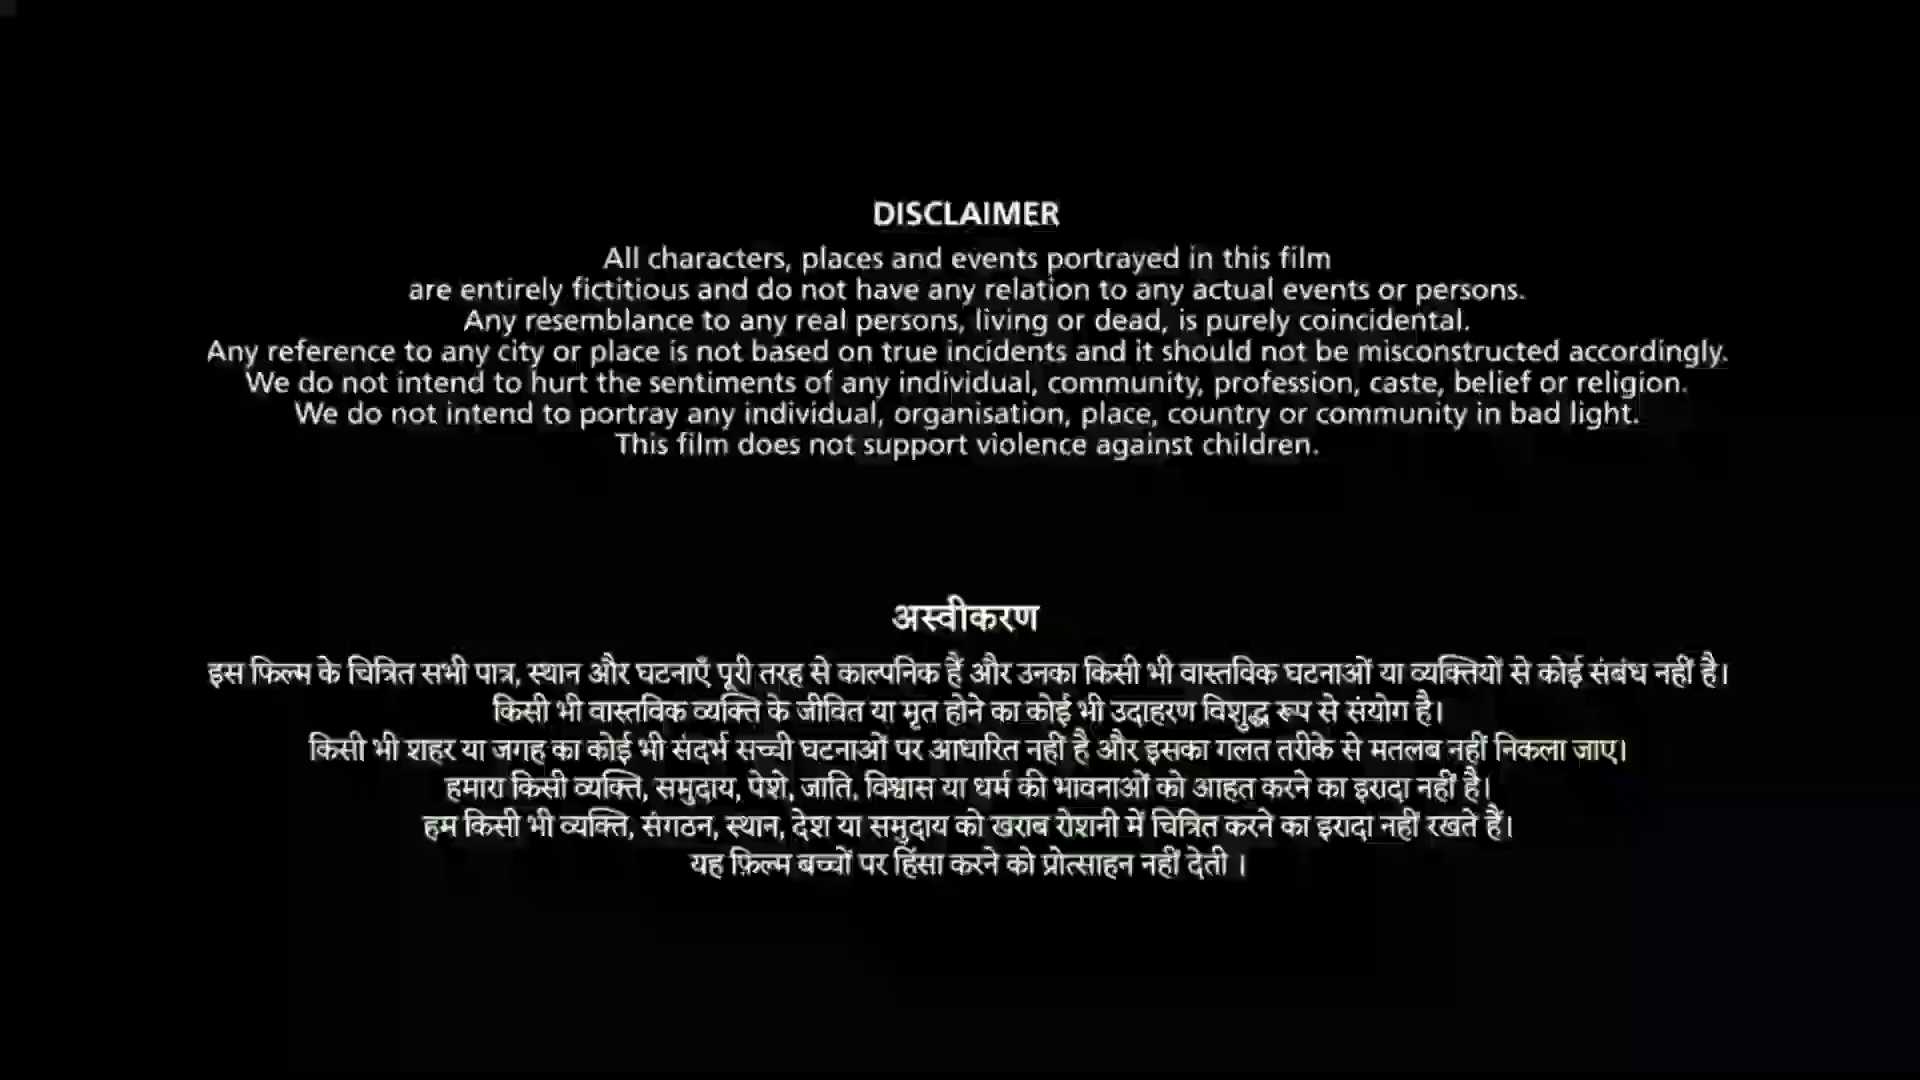 DISCLAIMER
All characters, places and events portrayed in this film
are entirely fictitious and do not have any relation to any actual events or persons.
Any resemblance to any real persons, living or dead, is purely coincidental.
Any reference to any city or place is not based on true incidents and it should not be misconstructed accordingly.
We do not intend to hurt the sentiments of any individual, community, profession, caste, belief or religion.
We do not intend to portray any individual, organisation, place, country or community in bad light.
This film does not support violence against children.
अस्वीकरण
इस फिल्म के चित्रित सभी पात्र, स्थान और घटनाएँ पूरी तरह से काल्पनिक हैं और उनका किसी भी वास्तविक घटनाओं या व्यक्तियों से कोई संबंध नहीं है।
किसी भी वास्तविक व्यक्ति के जीवित या मृत होने का कोई भी उदाहरण विशुद्ध रूप से संयोग है।
किसी भी शहर या जगह का कोई भी संदर्भ सच्ची घटनाओं पर आधारित नहीं है और इसका गलत तरीके से मतलब नहीं निकला जाए।
हमारा किसी व्यक्ति, समुदाय, पेशे, जाति, विश्वास या धर्म की भावनाओं को आहत करने का इरादा नहीं है।
हम किसी भी व्यक्ति, संगठन, स्थान, देश या समुदाय को खराब रोशनी में चित्रित करने का इरादा नहीं रखते हैं।
यह फ़िल्म बच्चों पर हिंसा करने को प्रोत्साहन नहीं देती ।